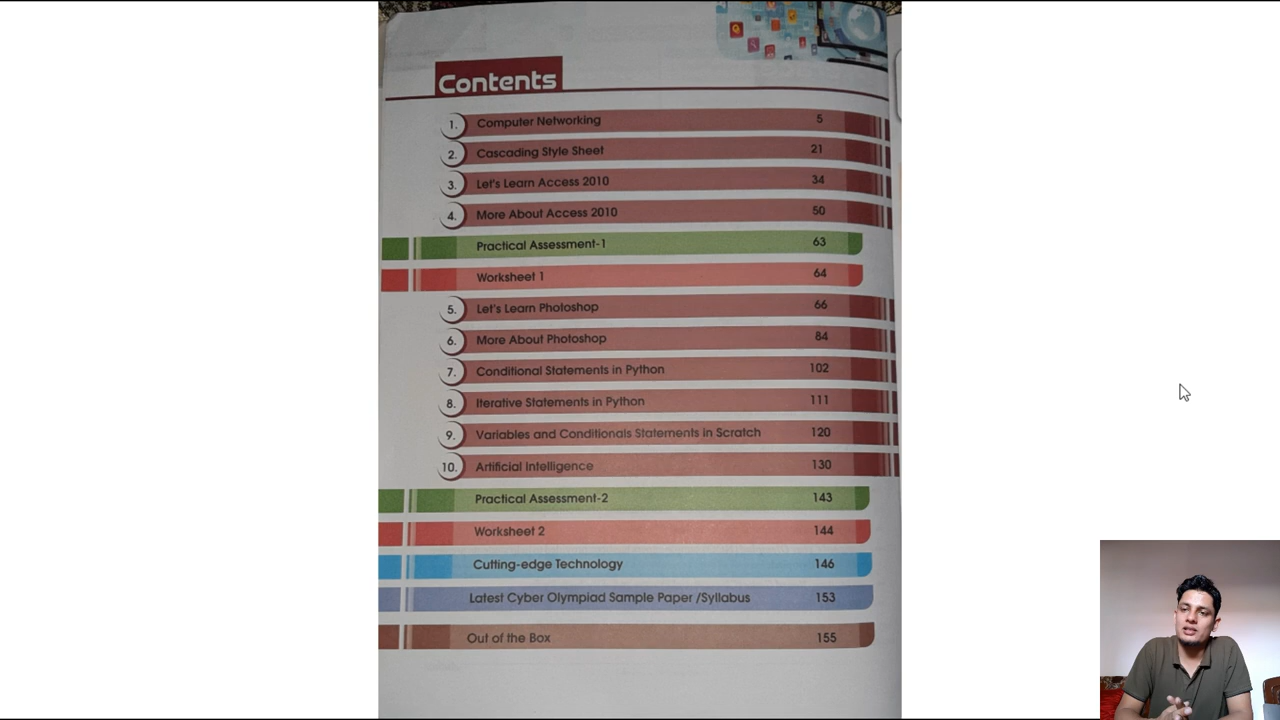 Contents
1. Computer Networking 5
2. Cascading Style Sheet 21
3. Let's Learn Access 2010 34
4. More About Access 2010 50
Practical Assessment-1 63
Worksheet 1 64
5. Let's Learn Photoshop 66
6. More About Photoshop 84
7. Conditional Statements in Python 102
8. Iterative Statements in Python 111
9. Variables and Conditionals Statements in Scratch 120
10. Artificial Intelligence 130
Practical Assessment-2 143
Worksheet 2 144
Cutting-edge Technology 146
Latest Cyber Olympiad Sample Paper /Syllabus 153
Out of the Box 155